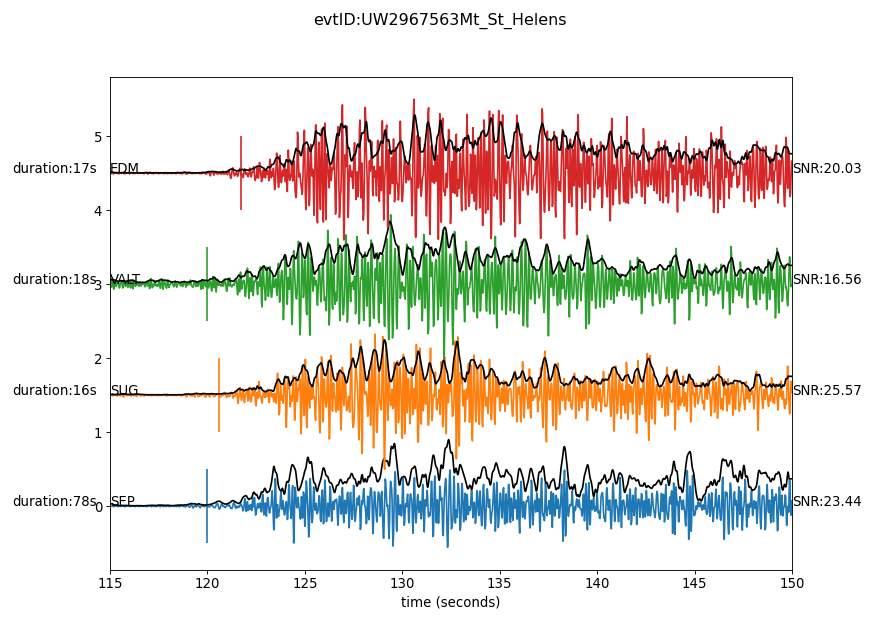 evtID:UW2967563Mt_St_Helens
5
duration:17s EDM SNR:20.03
4
duration:18s VALT SNR:16.56
3
2
duration:16s SUG SNR:25.57
1
duration:78s SEP SNR:23.44
0
115 120 125 130 135 140 145 150
time (seconds)